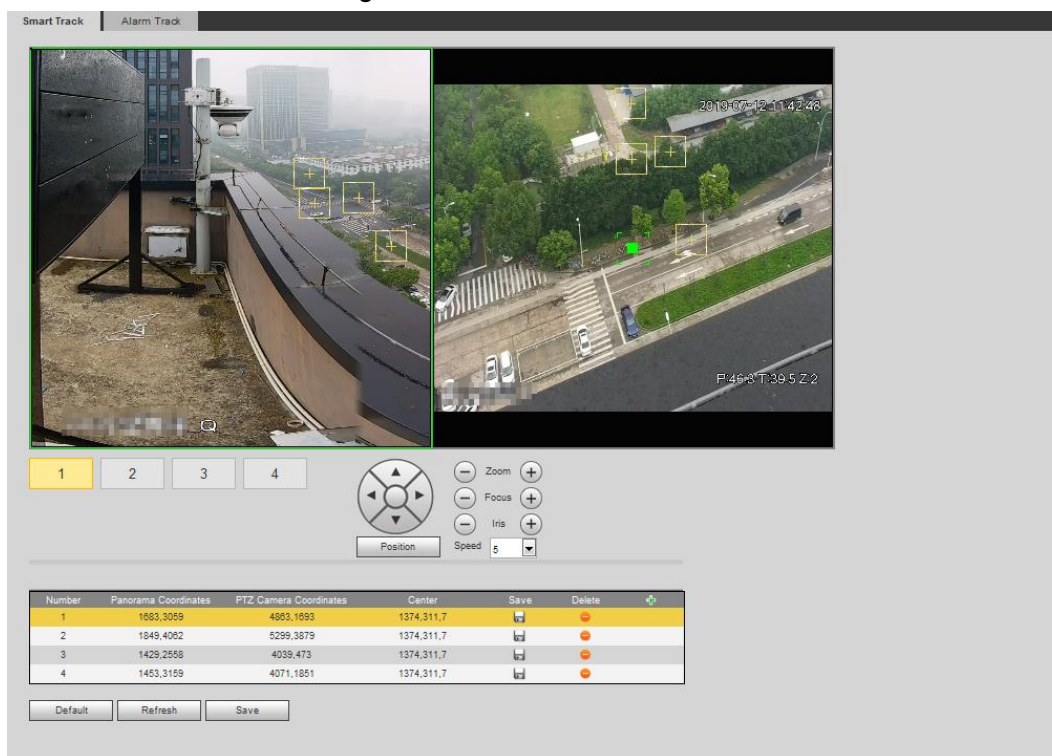 Smart Track Alarm Track
2019-07-12 11:42:48
P:46.8 T:39.5 Z:2
1 2 3 4
Zoom
Focus
Iris
Position Speed 5
Number Panorama Coordinates PTZ Camera Coordinates Center Save Delete
1 1683,3059 4863,1693 1374,311,7
2 1849,4062 5299,3879 1374,311,7
3 1429,2558 4039,473 1374,311,7
4 1453,3159 4071,1851 1374,311,7
Default Refresh Save